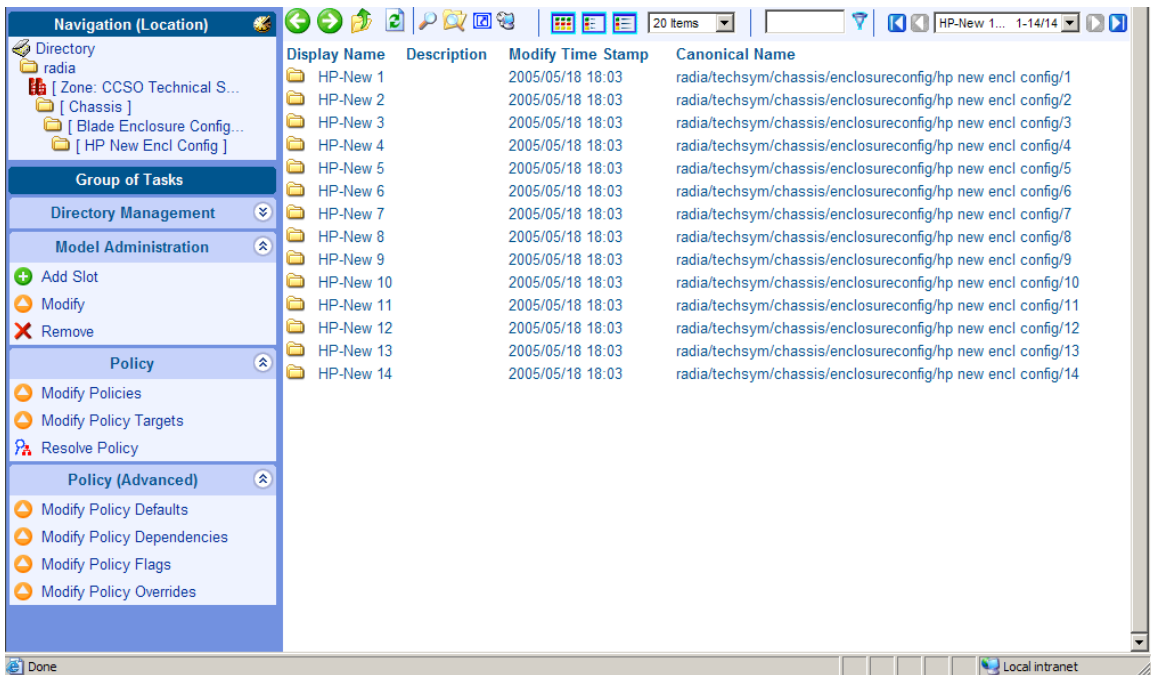 Navigation (Location)
Directory
radia
[ Zone: CCSO Technical S...
[ Chassis ]
[ Blade Enclosure Config...
[ HP New Encl Config ]
Group of Tasks
Directory Management
Model Administration
Add Slot
Modify
Remove
Policy
Modify Policies
Modify Policy Targets
Resolve Policy
Policy (Advanced)
Modify Policy Defaults
Modify Policy Dependencies
Modify Policy Flags
Modify Policy Overrides
20 Items HP-New 1... 1-14/14
Display Name Description Modify Time Stamp Canonical Name
HP-New 1 2005/05/18 18:03 radia/techsym/chassis/enclosureconfig/hp new encl config/1
HP-New 2 2005/05/18 18:03 radia/techsym/chassis/enclosureconfig/hp new encl config/2
HP-New 3 2005/05/18 18:03 radia/techsym/chassis/enclosureconfig/hp new encl config/3
HP-New 4 2005/05/18 18:03 radia/techsym/chassis/enclosureconfig/hp new encl config/4
HP-New 5 2005/05/18 18:03 radia/techsym/chassis/enclosureconfig/hp new encl config/5
HP-New 6 2005/05/18 18:03 radia/techsym/chassis/enclosureconfig/hp new encl config/6
HP-New 7 2005/05/18 18:03 radia/techsym/chassis/enclosureconfig/hp new encl config/7
HP-New 8 2005/05/18 18:03 radia/techsym/chassis/enclosureconfig/hp new encl config/8
HP-New 9 2005/05/18 18:03 radia/techsym/chassis/enclosureconfig/hp new encl config/9
HP-New 10 2005/05/18 18:03 radia/techsym/chassis/enclosureconfig/hp new encl config/10
HP-New 11 2005/05/18 18:03 radia/techsym/chassis/enclosureconfig/hp new encl config/11
HP-New 12 2005/05/18 18:03 radia/techsym/chassis/enclosureconfig/hp new encl config/12
HP-New 13 2005/05/18 18:03 radia/techsym/chassis/enclosureconfig/hp new encl config/13
HP-New 14 2005/05/18 18:03 radia/techsym/chassis/enclosureconfig/hp new encl config/14
Done Local intranet